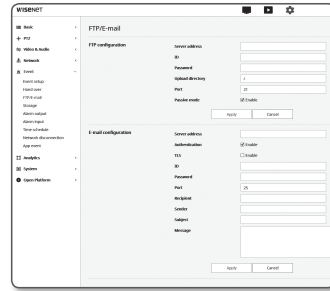 WISENET
Basic
PTZ
Video & Audio
Network
Event
Event setup
Hand over
FTP/E-mail
Storage
Alarm output
Alarm input
Time schedule
Network disconnection
App event
Analytics
System
Open Platform
FTP/E-mail
FTP configuration
Server address
ID
Password
Upload directory /
Port 21
Passive mode Enable
Apply Cancel
E-mail configuration
Server address
Authentication Enable
TLS Enable
ID
Password
Port 25
Recipient
Sender
Subject
Message
Apply Cancel